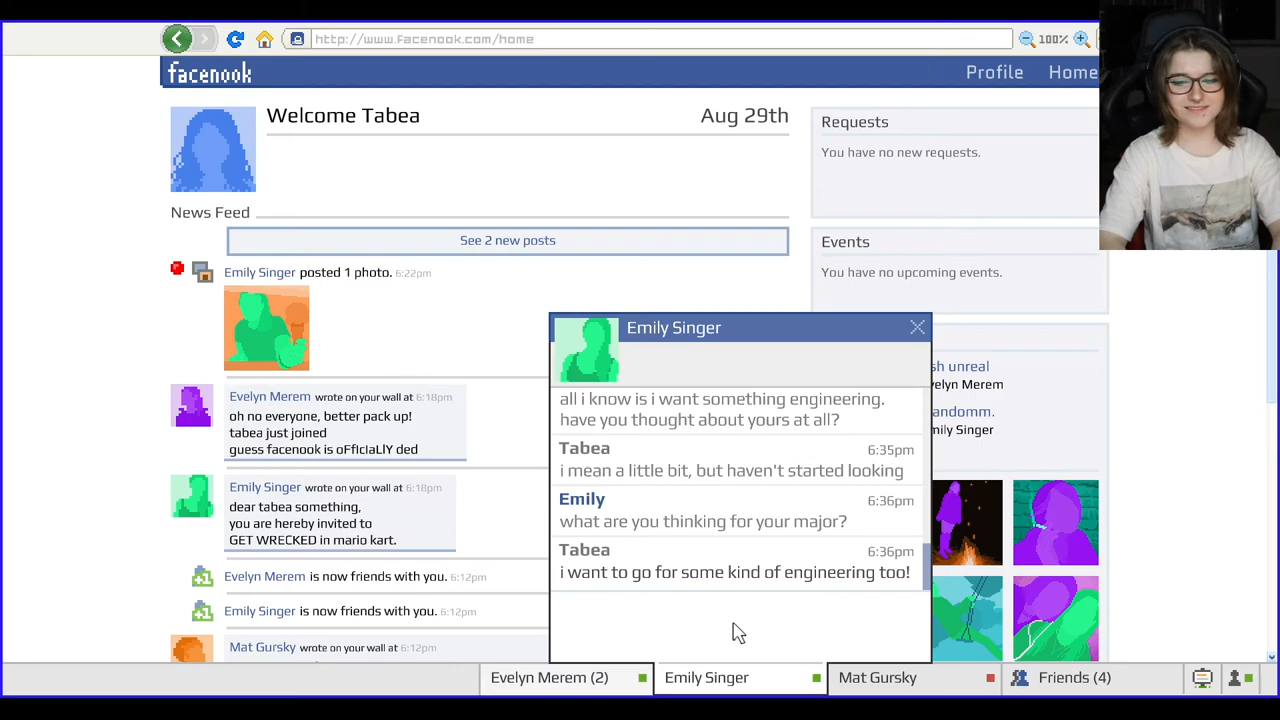 http://www.facenook.com/home
100%
facenook
Profile Home
Welcome Tabea
Aug 29th
News Feed
See 2 new posts
Emily Singer posted 1 photo. 6:22pm
Evelyn Merem wrote on your wall at 6:18pm
oh no everyone, better pack up!
tabea just joined
guess facenook is oFfIciaLlY ded
Emily Singer wrote on your wall at 6:18pm
dear tabea something,
you are hereby invited to
GET WRECKED in mario kart.
+1 Evelyn Merem is now friends with you. 6:12pm
+1 Emily Singer is now friends with you. 6:12pm
Mat Gursky wrote on your wall at 6:12pm
Requests
You have no new requests.
Events
You have no upcoming events.
sh unreal
velyn Merem
andomm.
mily Singer
Emily Singer
all i know is i want something engineering.
have you thought about yours at all?
Tabea 6:35pm
i mean a little bit, but haven't started looking
Emily 6:36pm
what are you thinking for your major?
Tabea 6:36pm
i want to go for some kind of engineering too!
Evelyn Merem (2)
Emily Singer
Mat Gursky
Friends (4)